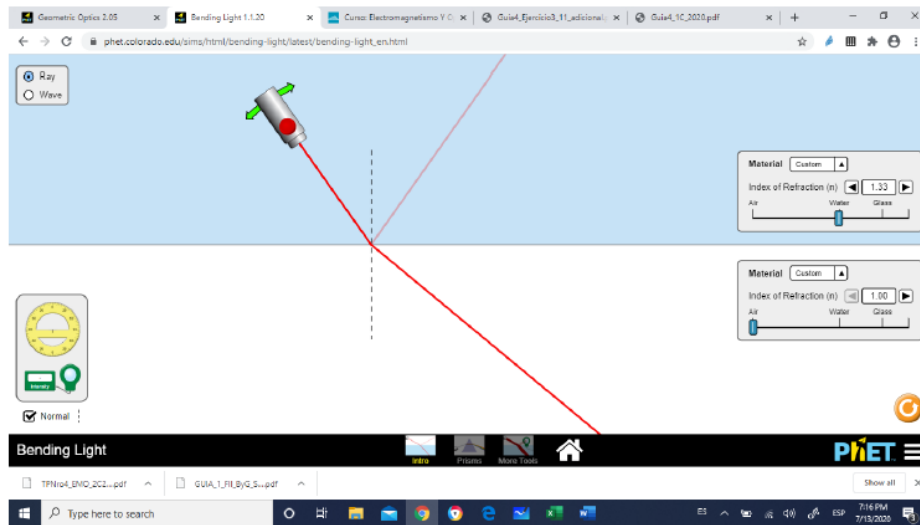 Geometric Optics 2.05
Bending Light 1.1.20
Curso: Electromagnetismo Y O
Guia4_Ejercicio3_11_adicional
Guia4_1C_2020.pdf
phet.colorado.edu/sims/html/bending-light/latest/bending-light_en.html
Ray
Wave
Material Custom
Index of Refraction (n) 1.33
Air Water Glass
Material Custom
Index of Refraction (n) 1.00
Air Water Glass
Intensity
Normal
Bending Light
Intro
Prisms
More Tools
PhET
TPNro4_EMO_2C2....pdf
GUIA_1_FII_ByG_S....pdf
Show all
Type here to search
ESP
7:16 PM
7/13/2020